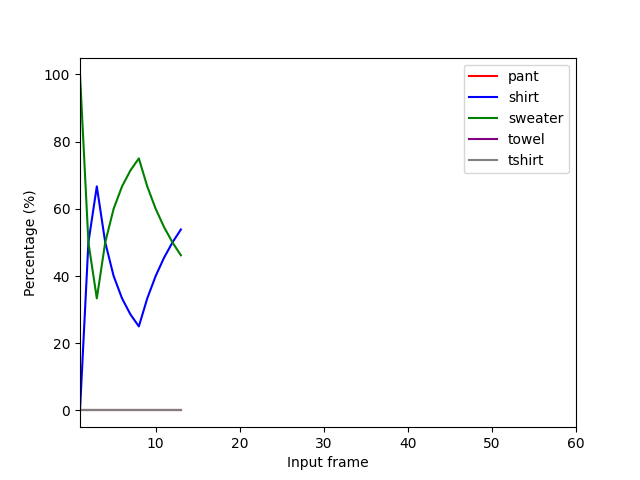 100
80
60
40
20
0
Percentage (%)
10 20 30 40 50 60
Input frame
pant
shirt
sweater
towel
tshirt